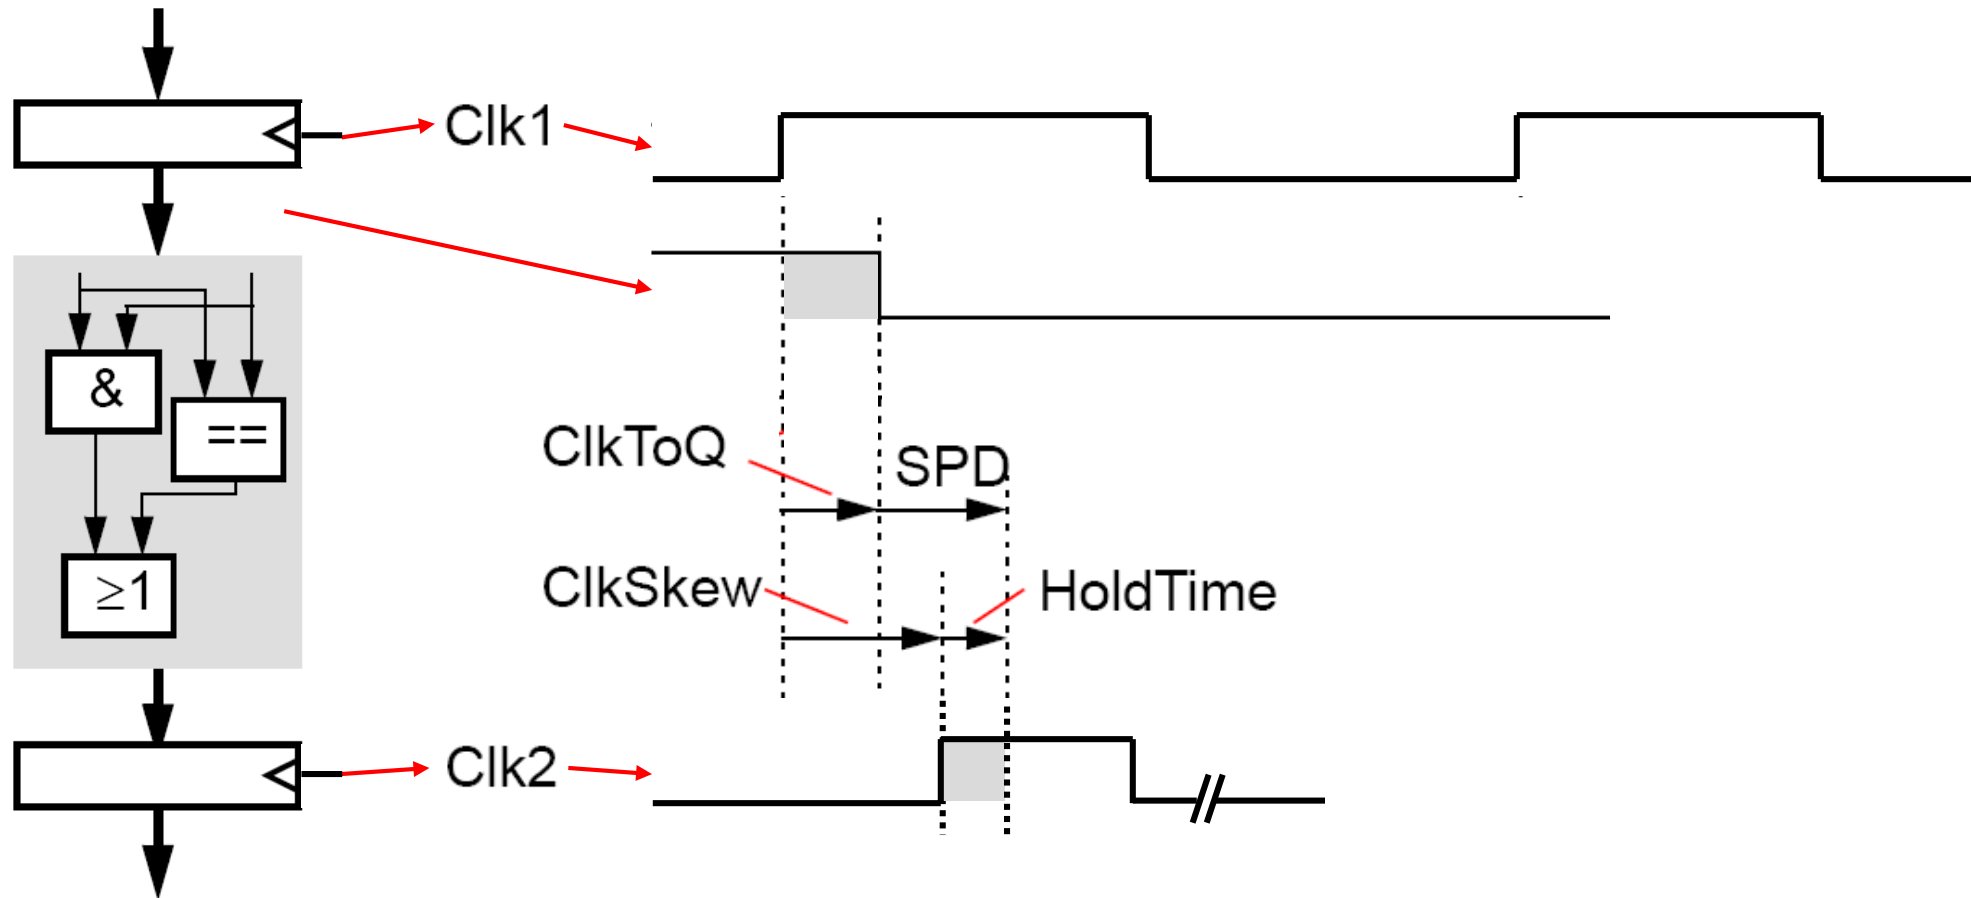 Clk1
&
==
ClkToQ
SPD
≥1
ClkSkew
HoldTime
Clk2